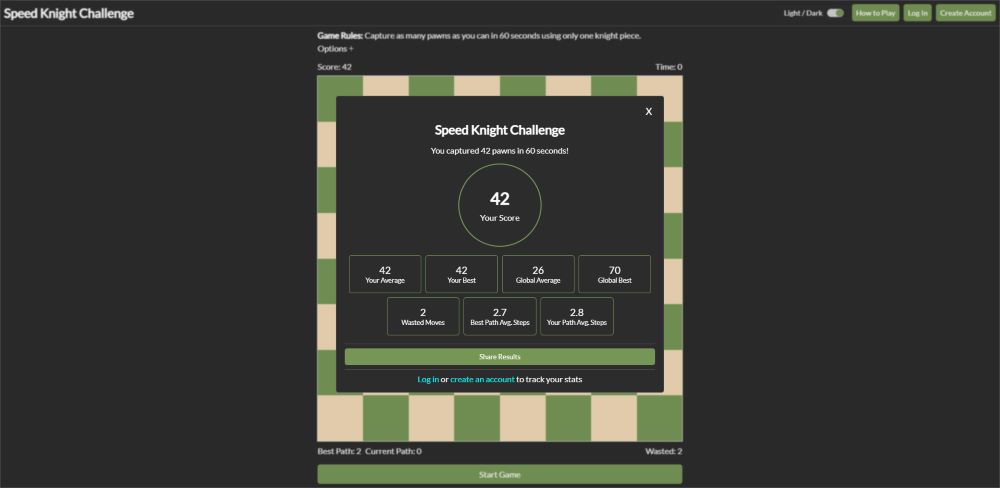 Speed Knight Challenge
Light / Dark
How to Play
Log In
Create Account
Game Rules: Capture as many pawns as you can in 60 seconds using only one knight piece.
Options +
Score: 42
Time: 0
X
Speed Knight Challenge
You captured 42 pawns in 60 seconds!
42
Your Score
42
Your Average
42
Your Best
26
Global Average
70
Global Best
2
Wasted Moves
2.7
Best Path Avg. Steps
2.8
Your Path Avg. Steps
Share Results
Log in or create an account to track your stats
Best Path: 2 Current Path: 0
Wasted: 2
Start Game